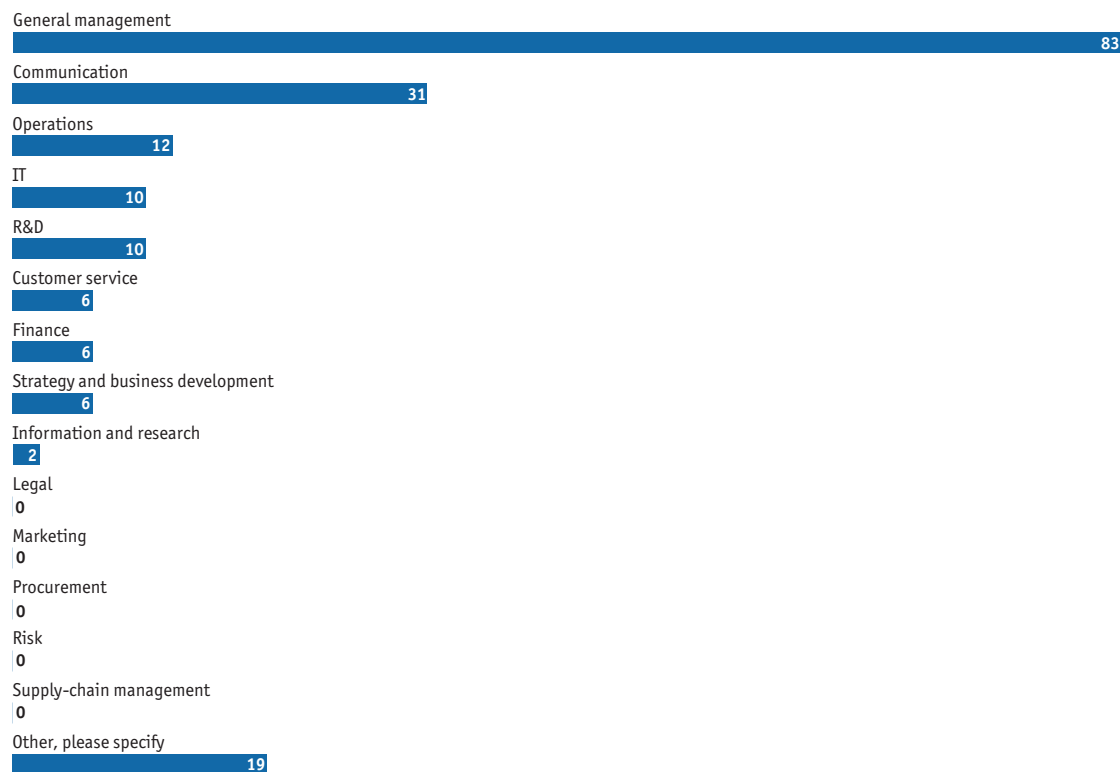 General management
83
Communication
31
Operations
12
IT
10
R&D
10
Customer service
6
Finance
6
Strategy and business development
6
Information and research
2
Legal
0
Marketing
0
Procurement
0
Risk
0
Supply-chain management
0
Other, please specify
19